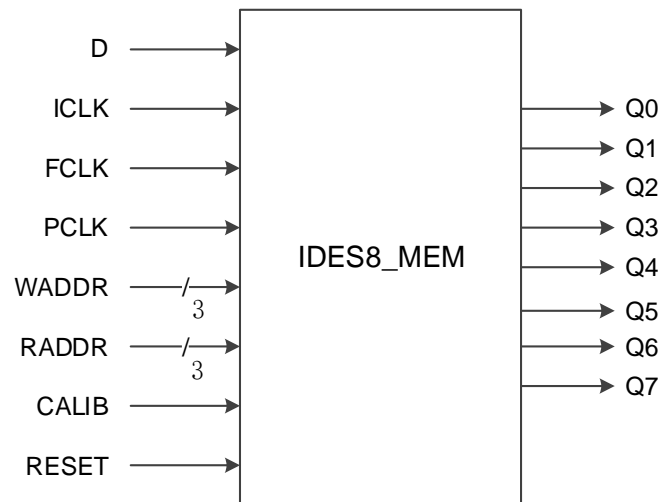 D
ICLK
FCLK
PCLK
WADDR
3
RADDR
3
CALIB
RESET
IDES8_MEM
Q0
Q1
Q2
Q3
Q4
Q5
Q6
Q7